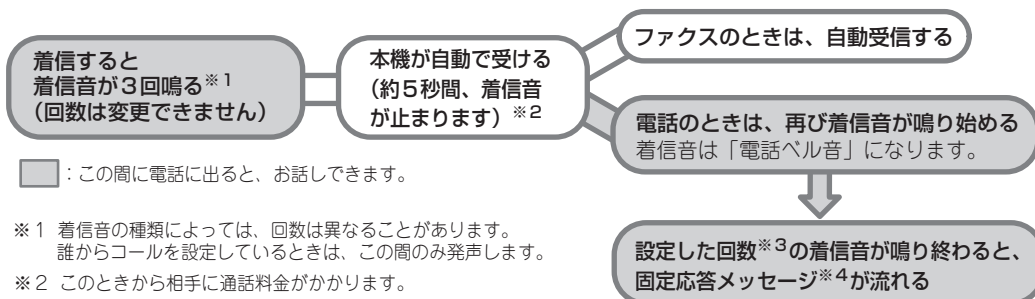 着信すると
着信音が3回鳴る※1
(回数は変更できません)
本機が自動で受ける
(約5秒間、着信音
が止まります)※2
ファクスのときは、自動受信する
電話のときは、再び着信音が鳴り始める
着信音は「電話ベル音」になります。
設定した回数※3の着信音が鳴り終わると、
固定応答メッセージ※4が流れる
:この間に電話に出ると、お話しできます。
※1 着信音の種類によっては、回数は異なることがあります。
誰からコールを設定しているときは、この間のみ発声します。
※2 このときから相手に通話料金がかかります。